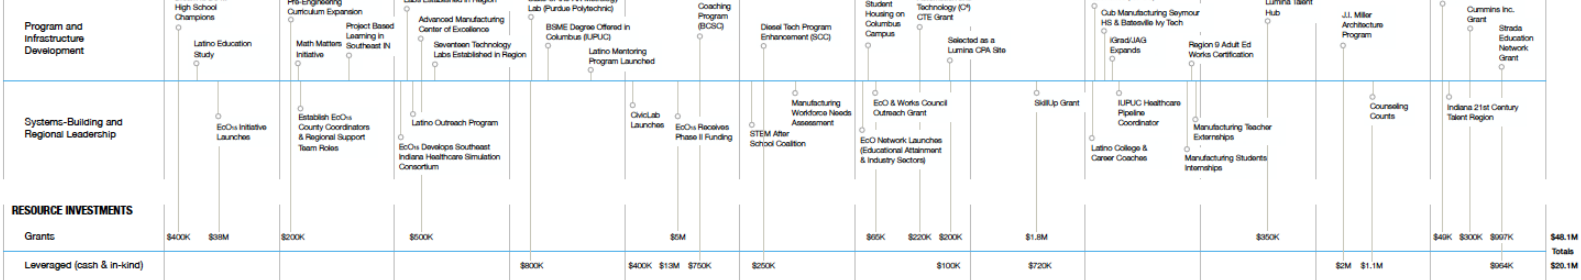 High School
Champions
Pre-Engineering
Curriculum Expansion
Labs Established in Region
Lab (Purdue Polytechnic)
Coaching
Program
(BCSC)
Student
Housing on
Columbus
Campus
Technology (CP)
CTE Grant
Lumina Talent
Hub
Program and
Infrastructure
Development
Latino Education
Study
Math Matters
Initiative
Project Based
Learning in
Southeast IN
Advanced Manufacturing
Center of Excellence
Seventeen Technology
Labs Established in Region
BSME Degree Offered in
Columbus (IUPUC)
Latino Mentoring
Program Launched
Diesel Tech Program
Enhancement (SCC)
Selected as a
Lumina CPA Site
Cub Manufacturing Seymour
HS & Batesville Ivy Tech
iGrad/JAG
Expands
Region 9 Adult Ed
Works Certification
J.I. Miller
Architecture
Program
Cummins Inc.
Grant
Strada
Education
Network
Grant
Systems-Building and
Regional Leadership
EcO15 Initiative
Launches
Establish EcO15
County Coordinators
& Regional Support
Team Roles
Latino Outreach Program
EcO15 Develops Southeast
Indiana Healthcare Simulation
Consortium
CivicLab
Launches
EcO15 Receives
Phase II Funding
STEM After
School Coalition
Manufacturing
Workforce Needs
Assessment
EcO & Works Council
Outreach Grant
EcO Network Launches
(Educational Attainment
& Industry Sectors)
SkillUp Grant
IUPUC Healthcare
Pipeline
Coordinator
Latino College &
Career Coaches
Manufacturing Teacher
Externships
Manufacturing Students
Internships
Counseling
Counts
Indiana 21st Century
Talent Region
RESOURCE INVESTMENTS
Grants $400K $38M $200K $500K $5M $65K $220K $200K $1.8M $350K $49K $300K $997K $48.1M
Totals
Leveraged (cash & in-kind) $800K $400K $13M $750K $250K $100K $720K $2M $1.1M $964K $20.1M